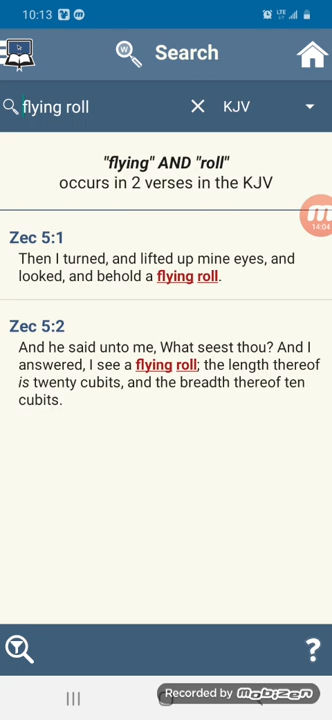 10:13
LTE
W Search
flying roll KJV
"flying" AND "roll"
occurs in 2 verses in the KJV
14:04
Zec 5:1
Then I turned, and lifted up mine eyes, and
looked, and behold a flying roll.
Zec 5:2
And he said unto me, What seest thou? And I
answered, I see a flying roll; the length thereof
is twenty cubits, and the breadth thereof ten
cubits.
?
Recorded by mobizen